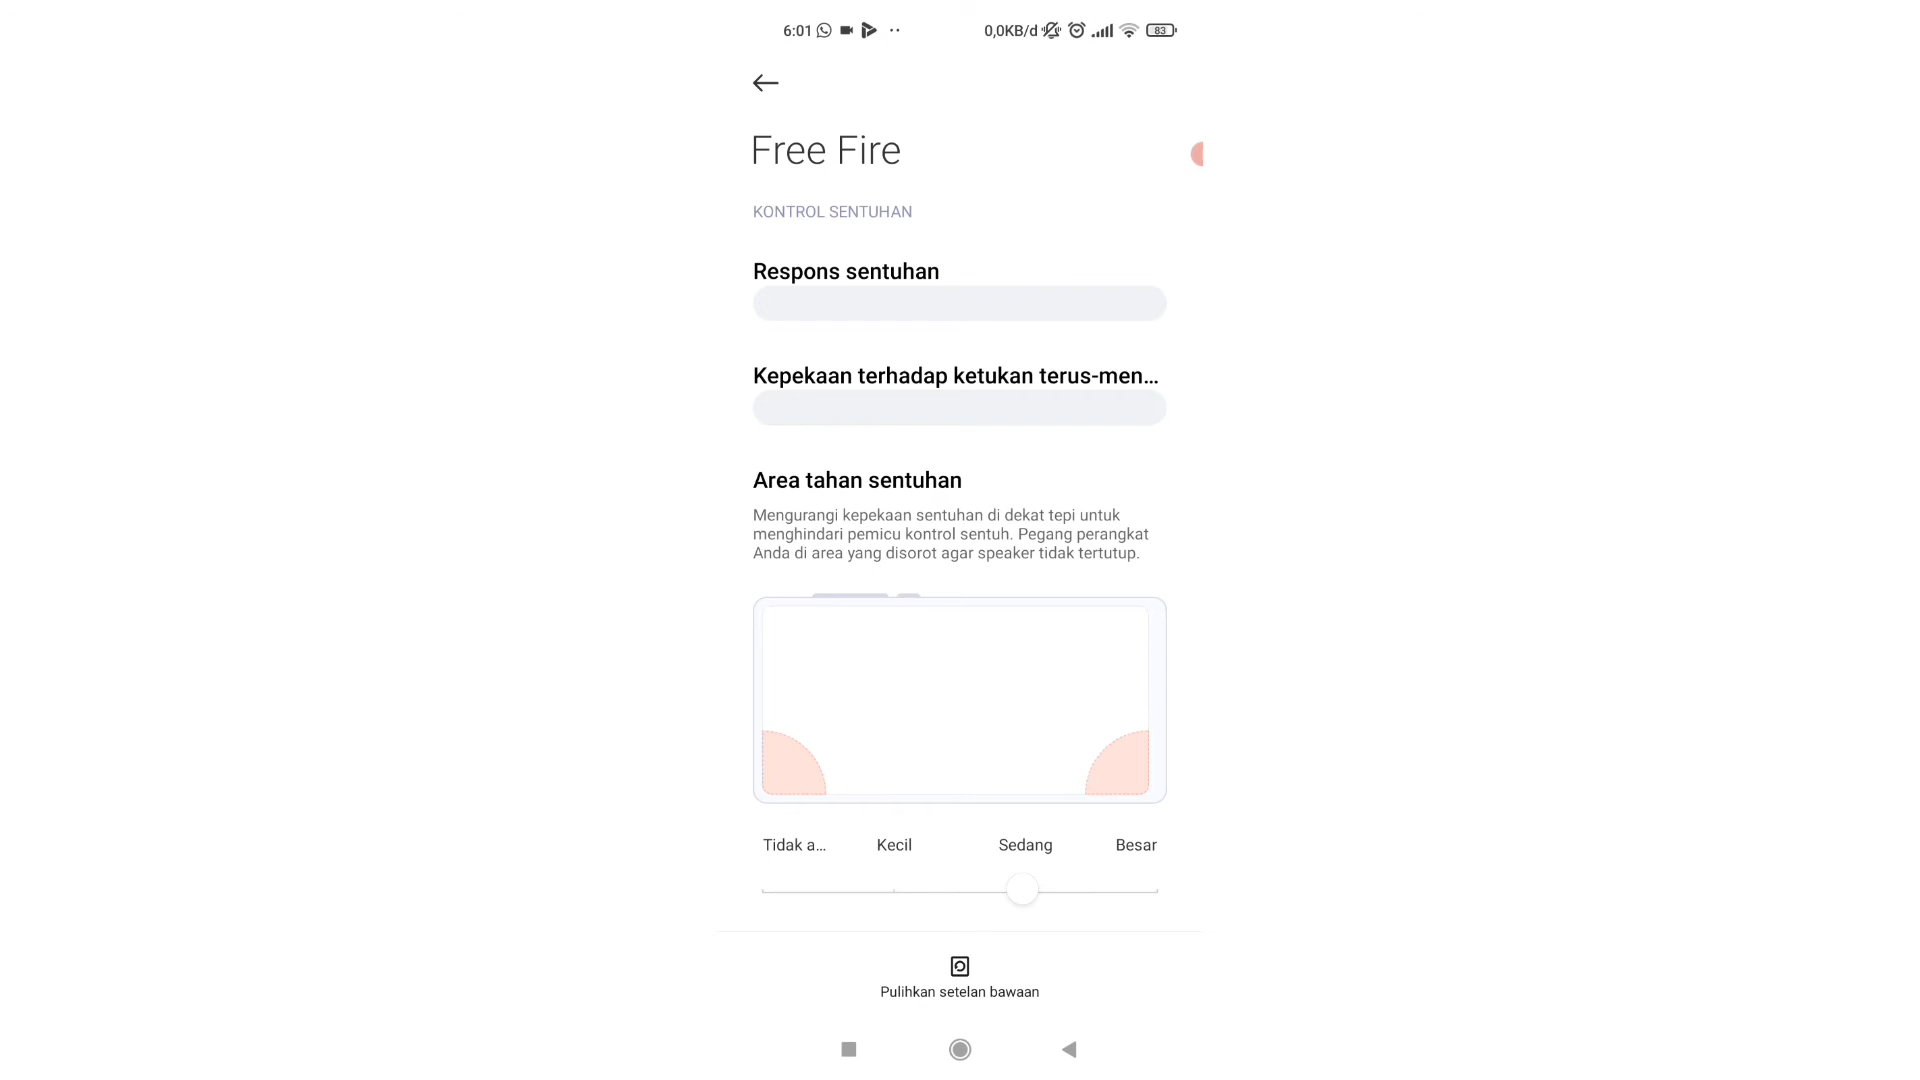 6:01
0,0KB/d
83
Free Fire
KONTROL SENTUHAN
Respons sentuhan
Kepekaan terhadap ketukan terus-men...
Area tahan sentuhan
Mengurangi kepekaan sentuhan di dekat tepi untuk
menghindari pemicu kontrol sentuh. Pegang perangkat
Anda di area yang disorot agar speaker tidak tertutup.
Tidak a...
Kecil
Sedang
Besar
Pulihkan setelan bawaan